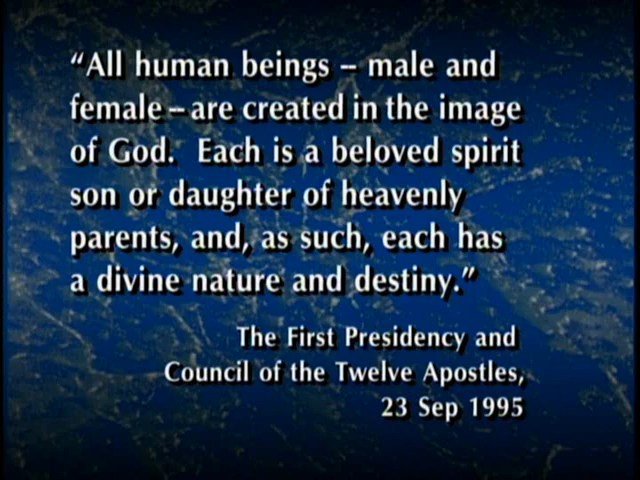 “All human beings – male and
female – are created in the image
of God.  Each is a beloved spirit
son or daughter of heavenly
parents, and, as such, each has
a divine nature and destiny.”
The First Presidency and
Council of the Twelve Apostles,
23 Sep 1995